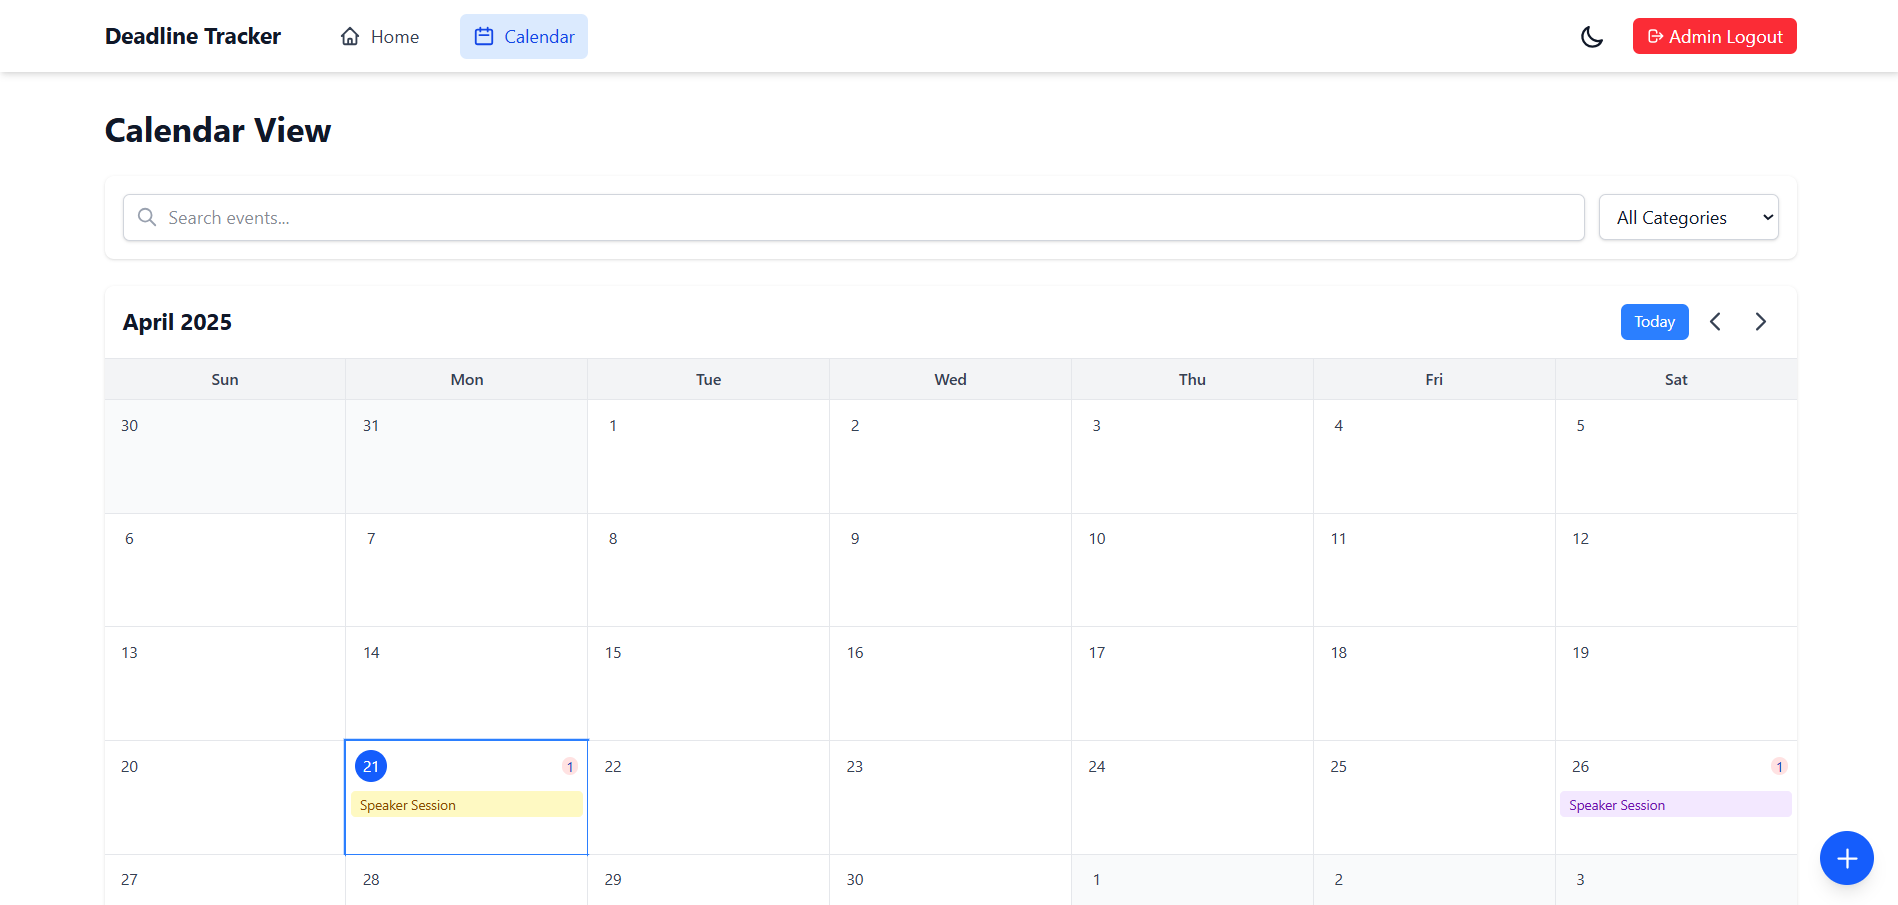 Deadline Tracker Home Calendar Admin Logout
Calendar View
Search events... All Categories
April 2025 Today
Sun Mon Tue Wed Thu Fri Sat
30 31 1 2 3 4 5
6 7 8 9 10 11 12
13 14 15 16 17 18 19
20 21 1 22 23 24 25 26 1
Speaker Session Speaker Session
27 28 29 30 1 2 3